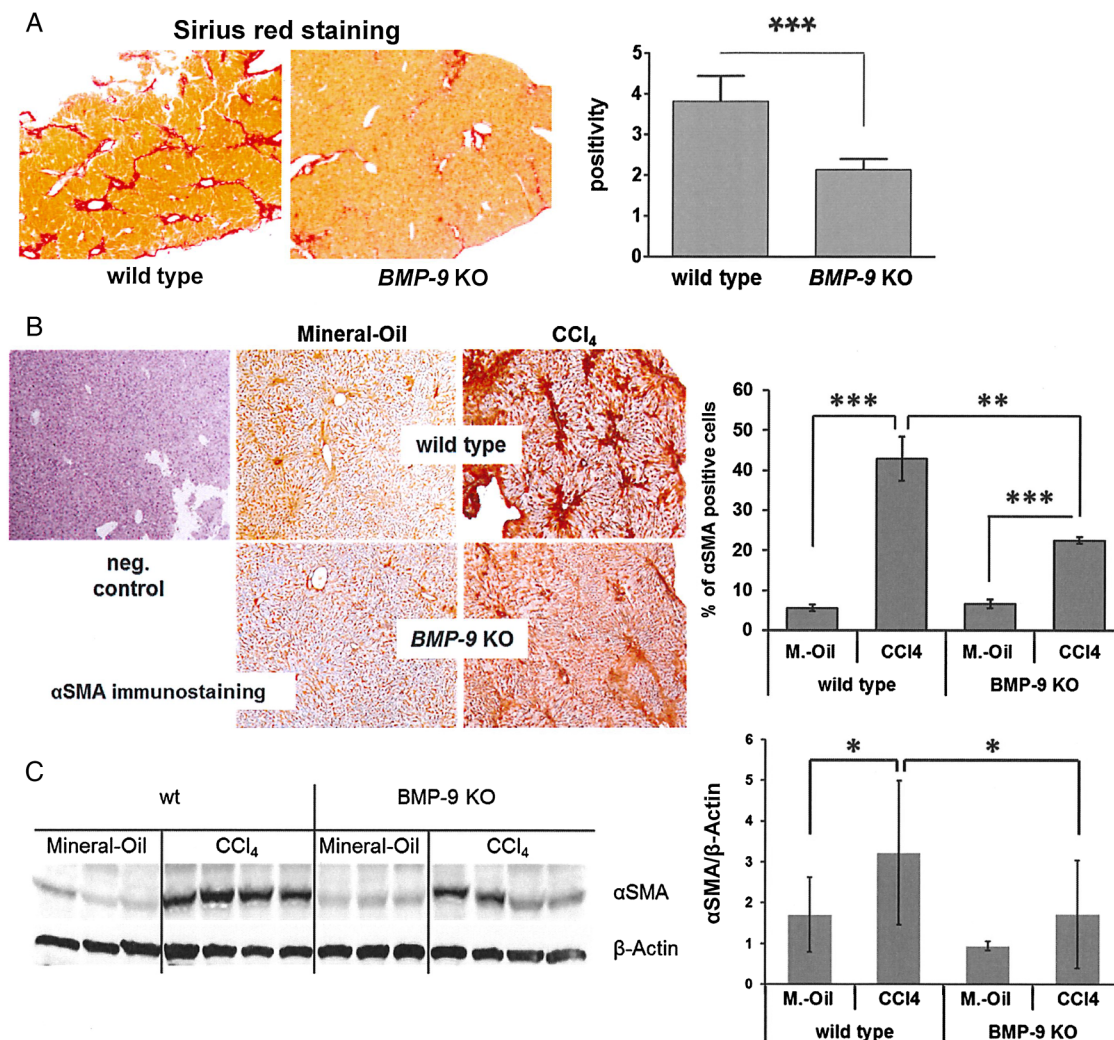 A
Sirius red staining
wild type
BMP-9 KO
***
positivity
5
4
3
2
1
0
wild type
BMP-9 KO
B
Mineral-Oil
CCl4
wild type
neg.
control
BMP-9 KO
αSMA immunostaining
% of αSMA positive cells
60
50
40
30
20
10
0
***
**
***
M.-Oil
CCl4
M.-Oil
CCl4
wild type
BMP-9 KO
C
wt
BMP-9 KO
Mineral-Oil
CCl4
Mineral-Oil
CCl4
αSMA
β-Actin
αSMA/β-Actin
6
5
4
3
2
1
0
*
*
M.-Oil
CCl4
M.-Oil
CCl4
wild type
BMP-9 KO